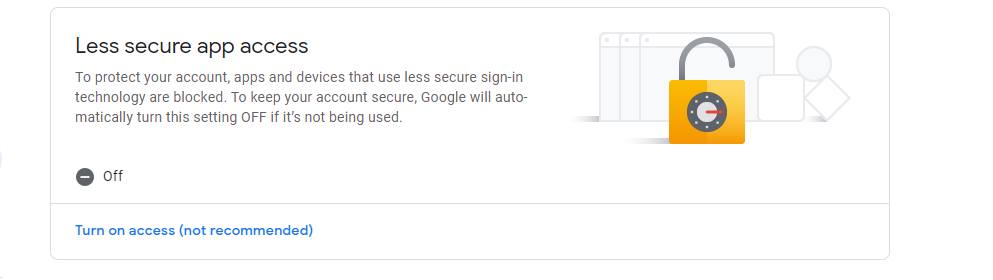 Less secure app access
To protect your account, apps and devices that use less secure sign-in
technology are blocked. To keep your account secure, Google will auto-
matically turn this setting OFF if it’s not being used.
Off
Turn on access (not recommended)